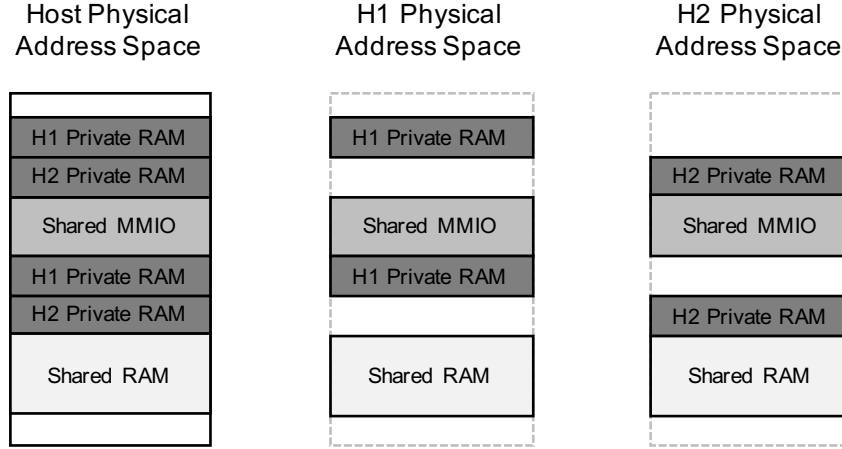 Host Physical
Address Space
H1 Private RAM
H2 Private RAM
Shared MMIO
H1 Private RAM
H2 Private RAM
Shared RAM
H1 Physical
Address Space
H1 Private RAM
Shared MMIO
H1 Private RAM
Shared RAM
H2 Physical
Address Space
H2 Private RAM
Shared MMIO
H2 Private RAM
Shared RAM